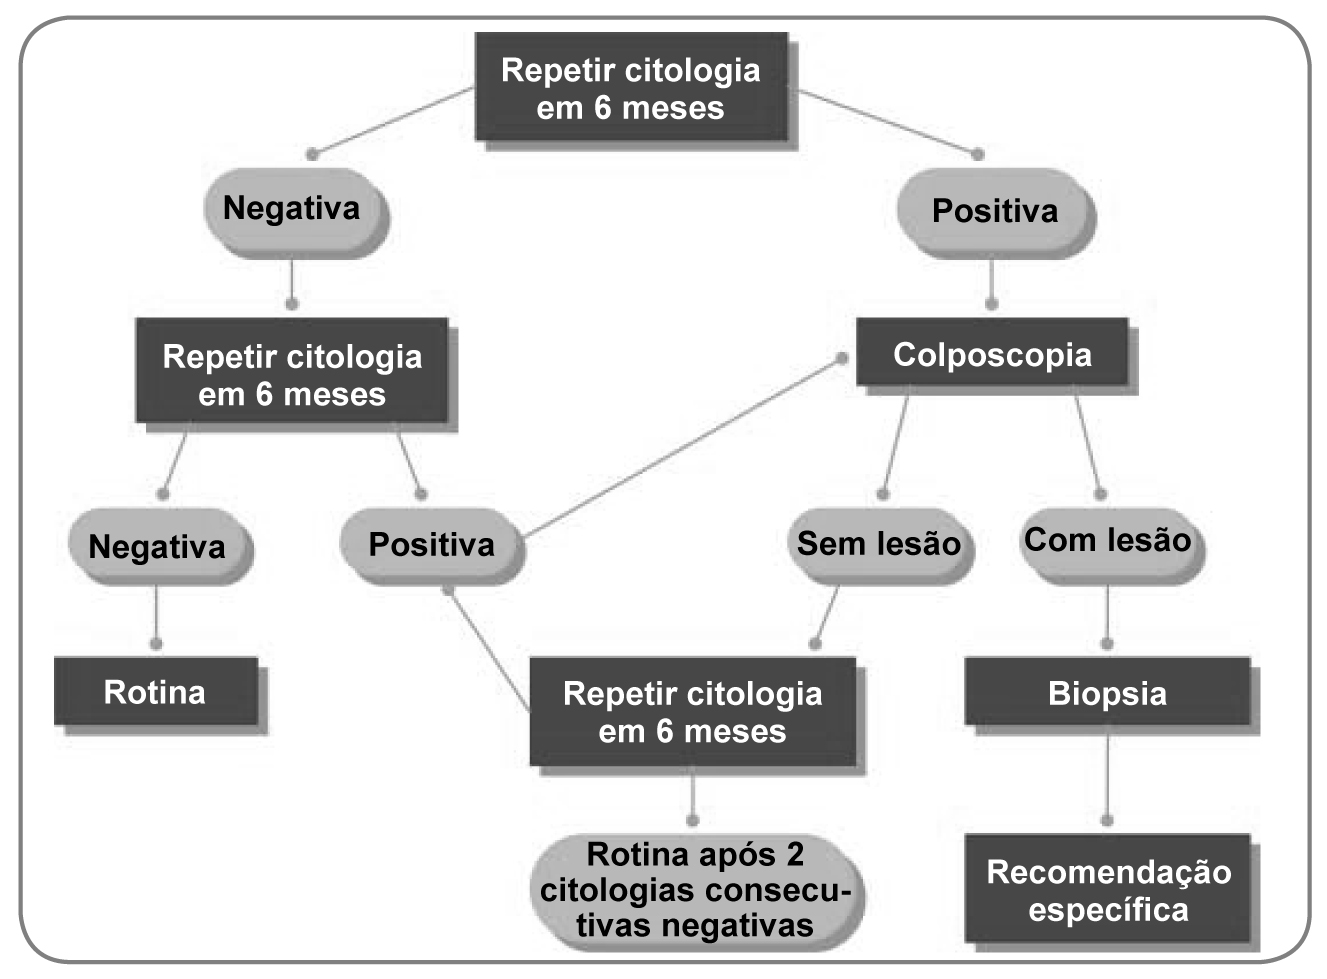 Repetir citologia
em 6 meses
Negativa
Positiva
Repetir citologia
em 6 meses
Colposcopia
Negativa
Positiva
Sem lesão
Com lesão
Rotina
Repetir citologia
em 6 meses
Biopsia
Rotina após 2
citologias consecu-
tivas negativas
Recomendação
específica